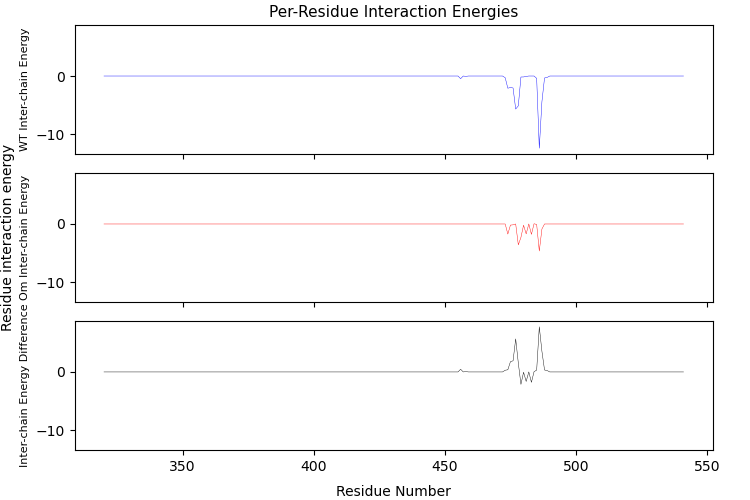 Per-Residue Interaction Energies
Residue interaction energy
WT Inter-chain Energy
0
−10
Om Inter-chain Energy
0
−10
Inter-chain Energy Difference
0
−10
350
400
450
500
550
Residue Number